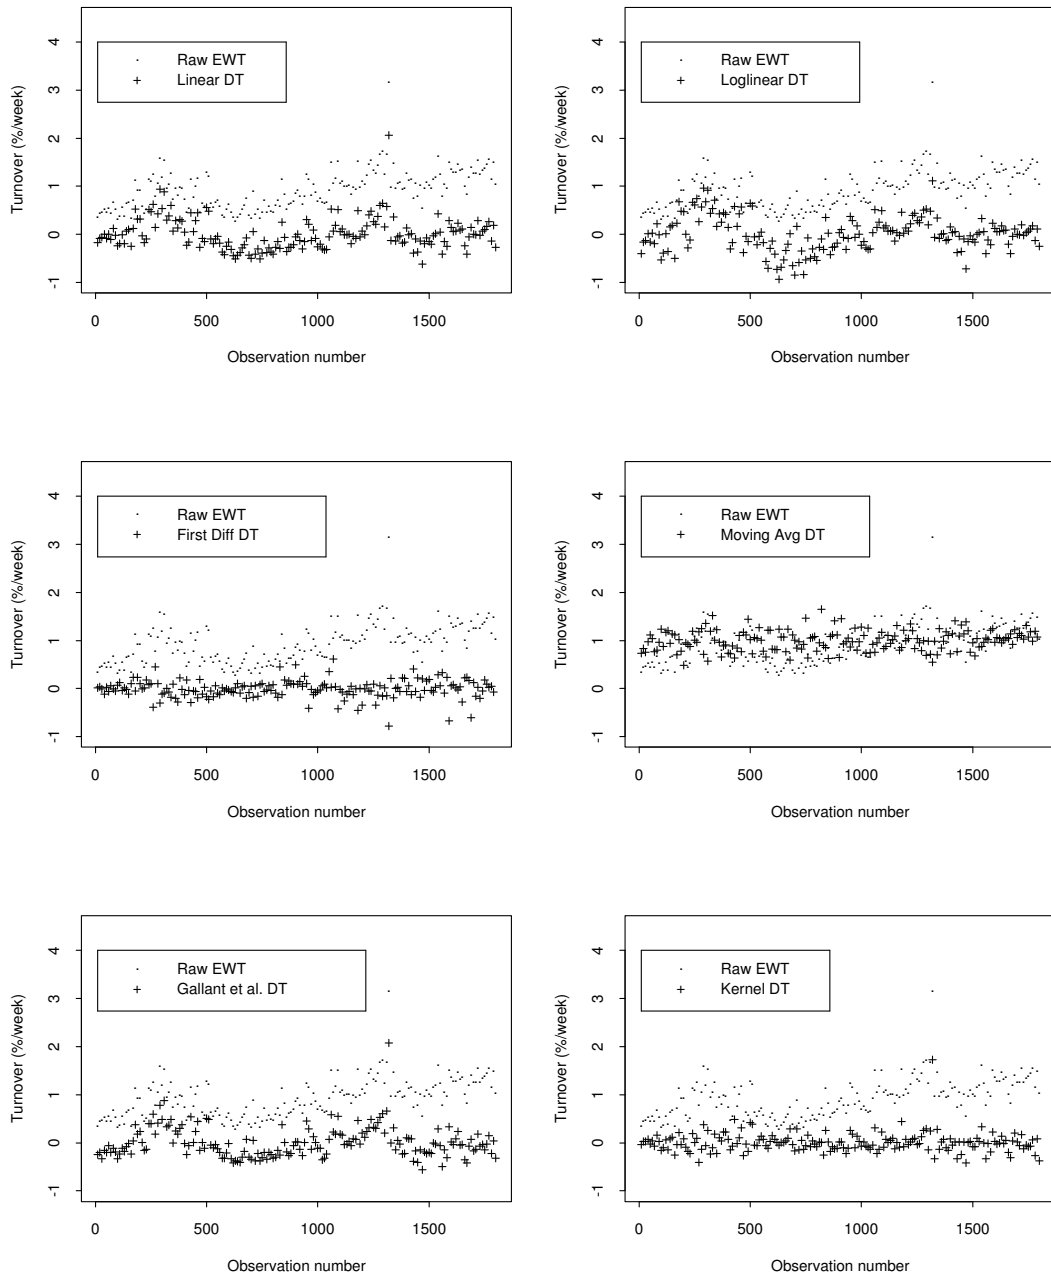 Turnover (%/week)
4
3
2
1
0
-1
Raw EWT
Linear DT
0 500 1000 1500
Observation number
Turnover (%/week)
4
3
2
1
0
-1
Raw EWT
Loglinear DT
0 500 1000 1500
Observation number
Turnover (%/week)
4
3
2
1
0
-1
Raw EWT
First Diff DT
0 500 1000 1500
Observation number
Turnover (%/week)
4
3
2
1
0
-1
Raw EWT
Moving Avg DT
0 500 1000 1500
Observation number
Turnover (%/week)
4
3
2
1
0
-1
Raw EWT
Gallant et al. DT
0 500 1000 1500
Observation number
Turnover (%/week)
4
3
2
1
0
-1
Raw EWT
Kernel DT
0 500 1000 1500
Observation number